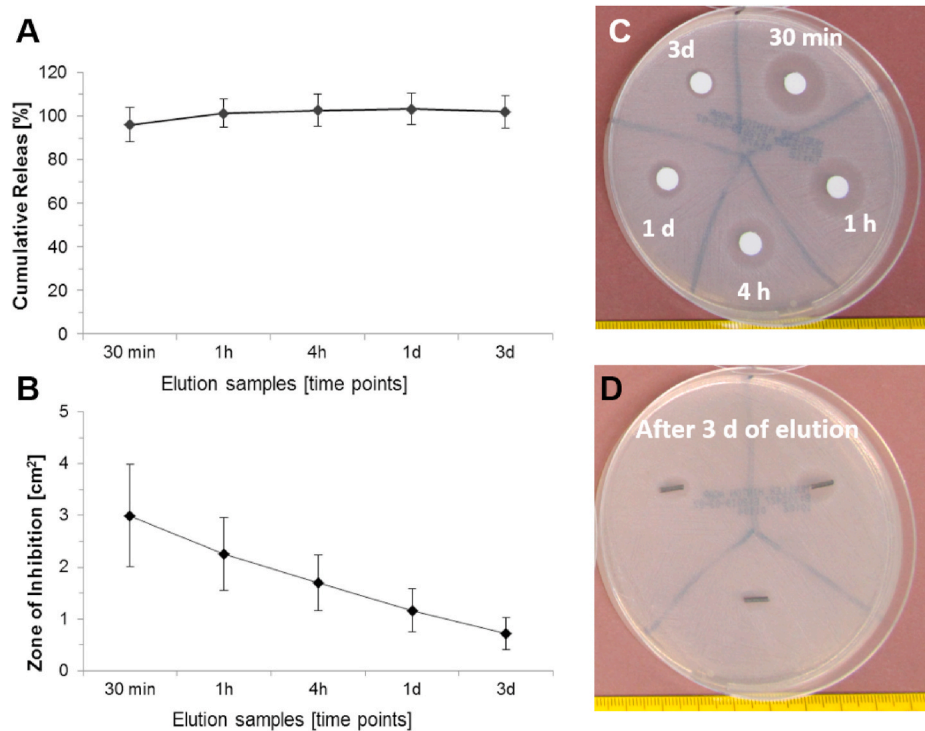 A
Cumulative Releas [%]
120
100
80
60
40
20
0
30 min 1h 4h 1d 3d
Elution samples [time points]
B
Zone of Inhibition [cm²]
5
4
3
2
1
0
30 min 1h 4h 1d 3d
Elution samples [time points]
C
3d 30 min
1 d 1 h
4 h
D
After 3 d of elution